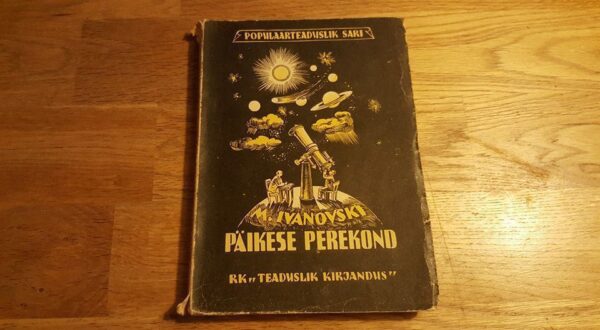 POPULAARTEADUSLIK SARI
M. IVANOVSKI
PÄIKESE PEREKOND
RK „TEADUSLIK KIRJANDUS"